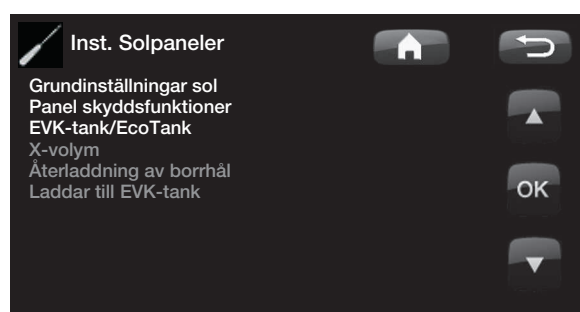 Inst. Solpaneler
Grundinställningar sol
Panel skyddsfunktioner
EVK-tank/EcoTank
X-volym
Återladdning av borrhål
Laddar till EVK-tank
OK